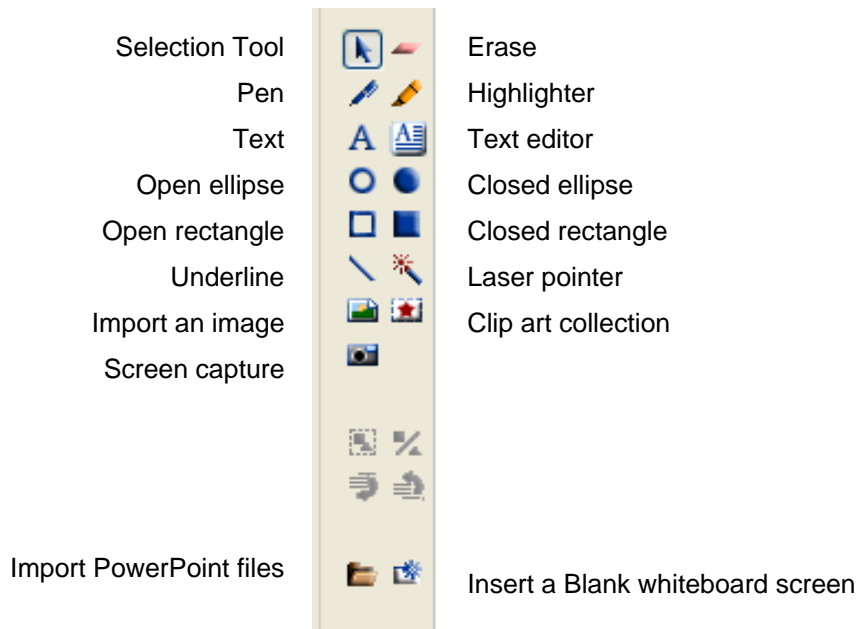 Selection Tool Erase
Pen Highlighter
Text A A Text editor
Open ellipse Closed ellipse
Open rectangle Closed rectangle
Underline Laser pointer
Import an image Clip art collection
Screen capture
Import PowerPoint files Insert a Blank whiteboard screen